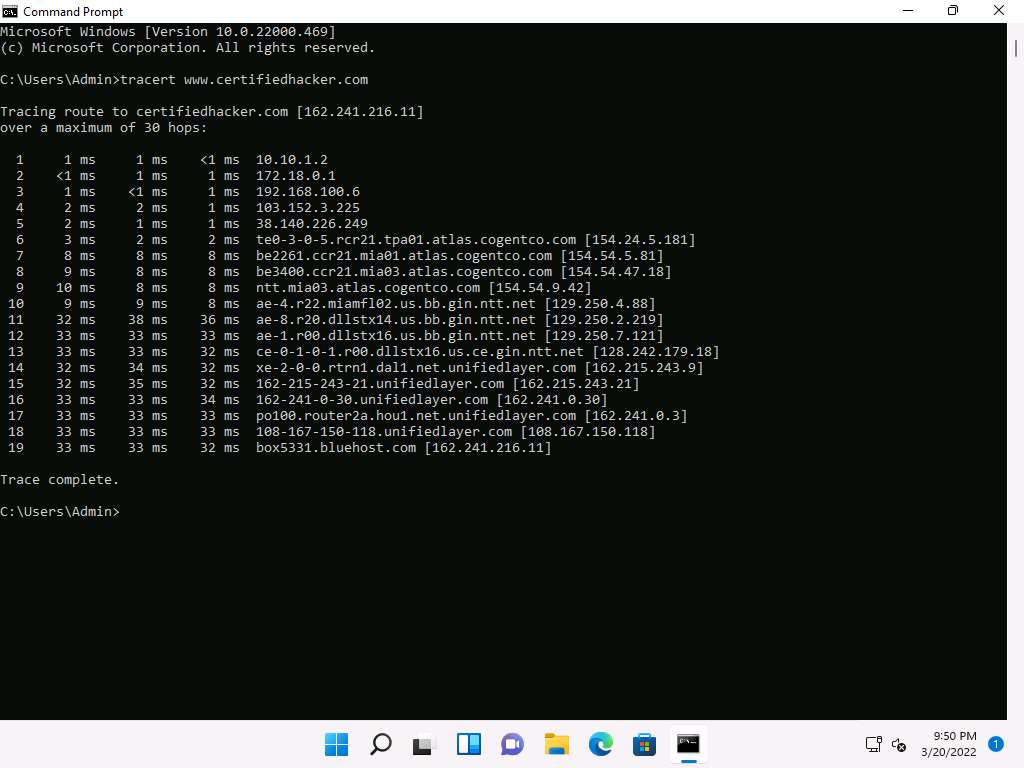 Command Prompt
Microsoft Windows [Version 10.0.22000.469]
(c) Microsoft Corporation. All rights reserved.
C:\Users\Admin>tracert www.certifiedhacker.com
Tracing route to certifiedhacker.com [162.241.216.11]
over a maximum of 30 hops:
1 1 ms 1 ms <1 ms 10.10.1.2
2 <1 ms 1 ms 1 ms 172.18.0.1
3 1 ms <1 ms 1 ms 192.168.100.6
4 2 ms 2 ms 1 ms 103.152.3.225
5 2 ms 1 ms 1 ms 38.140.226.249
6 3 ms 2 ms 2 ms te0-3-0-5.rcr21.tpa01.atlas.cogentco.com [154.24.5.181]
7 8 ms 8 ms 8 ms be2261.ccr21.mia01.atlas.cogentco.com [154.54.5.81]
8 9 ms 8 ms 8 ms be3400.ccr21.mia03.atlas.cogentco.com [154.54.47.18]
9 10 ms 8 ms 8 ms ntt.mia03.atlas.cogentco.com [154.54.9.42]
10 9 ms 9 ms 8 ms ae-4.r22.miamfl02.us.bb.gin.ntt.net [129.250.4.88]
11 32 ms 38 ms 36 ms ae-8.r20.dllstx14.us.bb.gin.ntt.net [129.250.2.219]
12 33 ms 33 ms 33 ms ae-1.r00.dllstx16.us.bb.gin.ntt.net [129.250.7.121]
13 33 ms 33 ms 32 ms ce-0-1-0-1.r00.dllstx16.us.ce.gin.ntt.net [128.242.179.18]
14 32 ms 34 ms 32 ms xe-2-0-0.rtrn1.dal1.net.unifiedlayer.com [162.215.243.9]
15 32 ms 35 ms 32 ms 162-215-243-21.unifiedlayer.com [162.215.243.21]
16 33 ms 33 ms 34 ms 162-241-0-30.unifiedlayer.com [162.241.0.30]
17 33 ms 33 ms 33 ms po100.router2a.hou1.net.unifiedlayer.com [162.241.0.3]
18 33 ms 33 ms 33 ms 108-167-150-118.unifiedlayer.com [108.167.150.118]
19 33 ms 33 ms 32 ms box5331.bluehost.com [162.241.216.11]
Trace complete.
C:\Users\Admin>
9:50 PM
3/20/2022
1